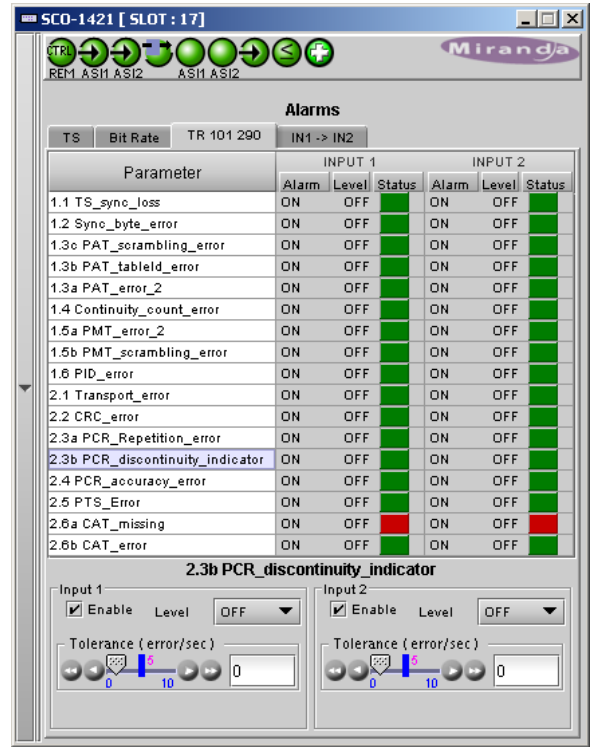 SCO-1421 [ SLOT : 17]
CTRL
REM ASI1 ASI2 ASI1 ASI2
Miranda
Alarms
TS Bit Rate TR 101 290 IN1 -> IN2
Parameter INPUT 1 INPUT 2
Alarm Level Status Alarm Level Status
1.1 TS_sync_loss ON OFF ON OFF
1.2 Sync_byte_error ON OFF ON OFF
1.3c PAT_scrambling_error ON OFF ON OFF
1.3b PAT_tableId_error ON OFF ON OFF
1.3a PAT_error_2 ON OFF ON OFF
1.4 Continuity_count_error ON OFF ON OFF
1.5a PMT_error_2 ON OFF ON OFF
1.5b PMT_scrambling_error ON OFF ON OFF
1.6 PID_error ON OFF ON OFF
2.1 Transport_error ON OFF ON OFF
2.2 CRC_error ON OFF ON OFF
2.3a PCR_Repetition_error ON OFF ON OFF
2.3b PCR_discontinuity_indicator ON OFF ON OFF
2.4 PCR_accuracy_error ON OFF ON OFF
2.5 PTS_Error ON OFF ON OFF
2.6a CAT_missing ON OFF ON OFF
2.6b CAT_error ON OFF ON OFF
2.3b PCR_discontinuity_indicator
Input 1 Input 2
Enable Level OFF Enable Level OFF
Tolerance ( error/sec ) Tolerance ( error/sec )
5 0 5 0
0 10 0 10